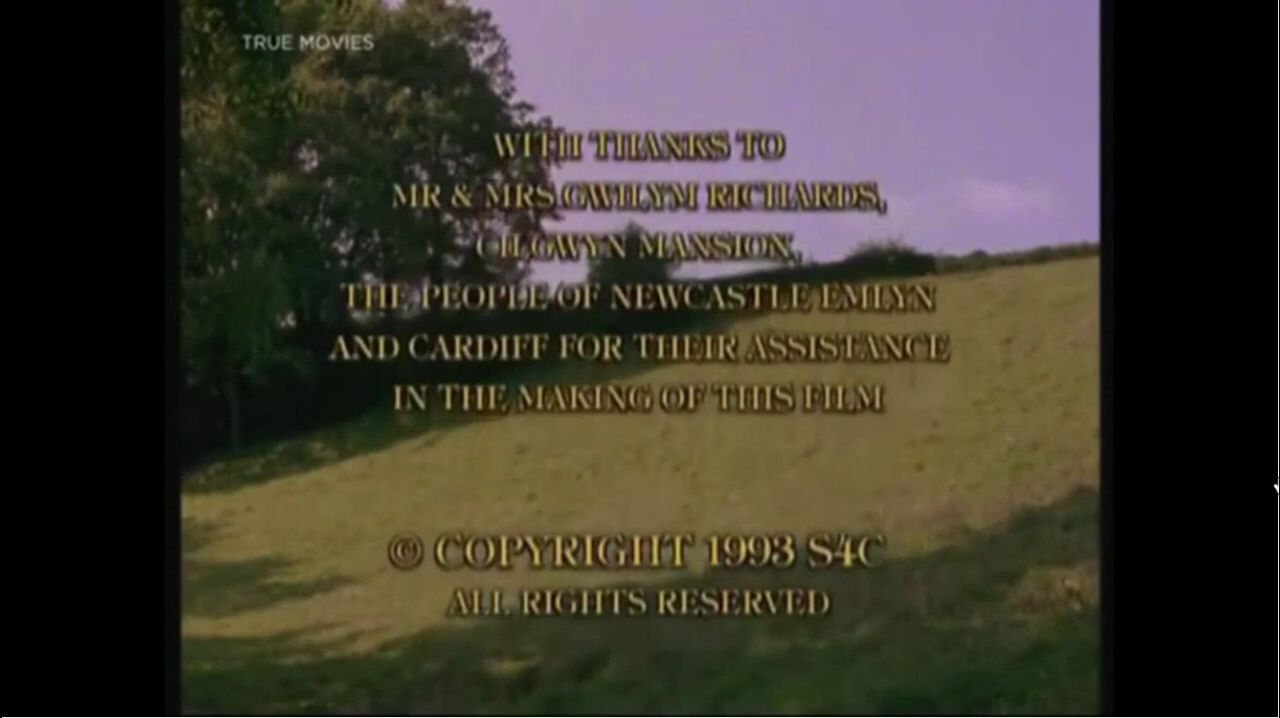 TRUE MOVIES
WITH THANKS TO
MR & MRS GWILYM RICHARDS,
CILGWYN MANSION,
THE PEOPLE OF NEWCASTLE EMLYN
AND CARDIFF FOR THEIR ASSISTANCE
IN THE MAKING OF THIS FILM
© COPYRIGHT 1993 S4C
ALL RIGHTS RESERVED